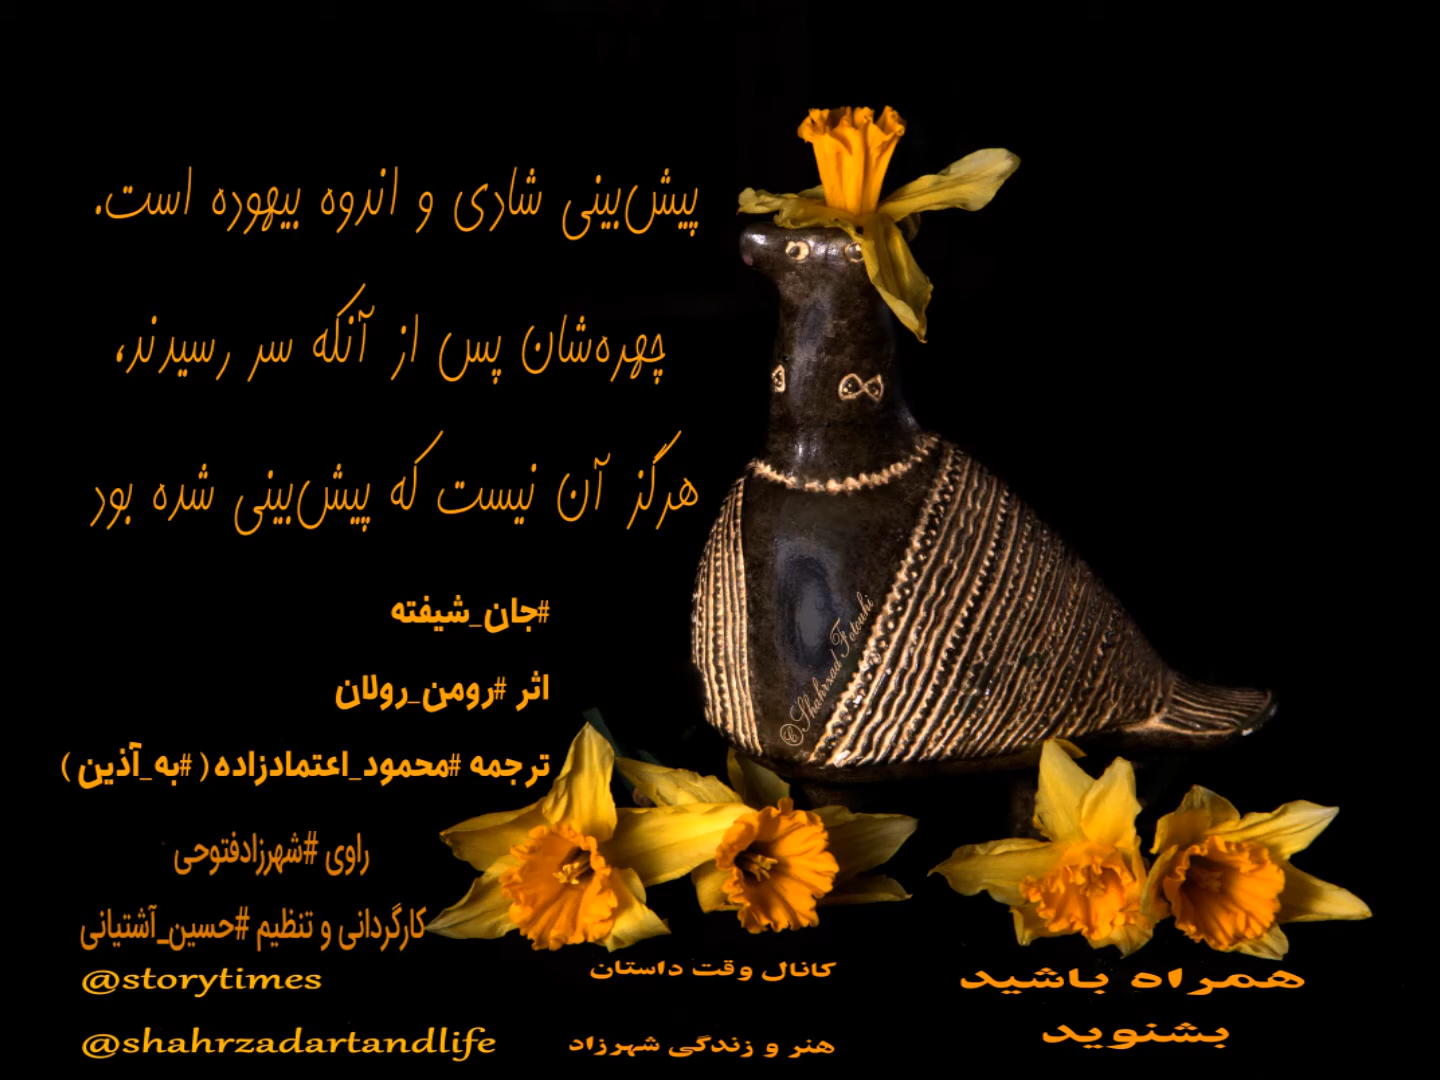 پیش‌بینی شادی و اندوه بیهوده است.
چهره‌شان پس از آنکه سر رسیدند،
هرگز آن نیست که پیش‌بینی شده بود
#جان_شیفته
اثر #رومن_رولان
ترجمه #محمود_اعتمادزاده ( #به_آذین )
راوی #شهرزادفتوحی
کارگردانی و تنظیم #حسین_آشتیانی
@storytimes
کانال وقت داستان
@shahrzadartandlife
هنر و زندگی شهرزاد
همراه باشید
بشنوید
©Shahrzad Fotouhi